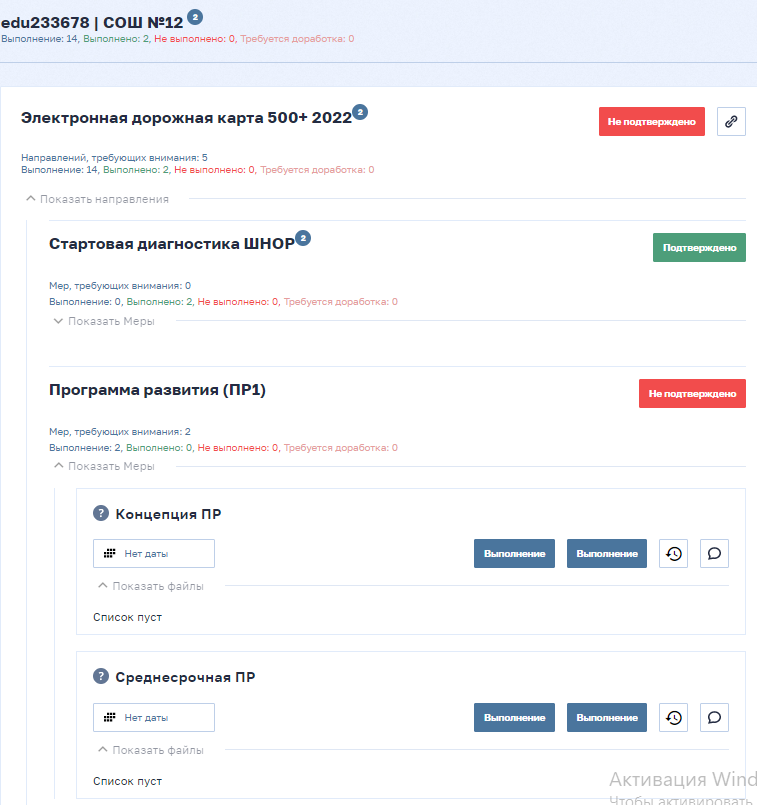 edu233678 | СОШ №12 2
Выполнение: 14, Выполнено: 2, Не выполнено: 0, Требуется доработка: 0
Электронная дорожная карта 500+ 2022 2
Не подтверждено
Направлений, требующих внимания: 5
Выполнение: 14, Выполнено: 2, Не выполнено: 0, Требуется доработка: 0
Показать направления
Стартовая диагностика ШНОР 2
Подтверждено
Мер, требующих внимания: 0
Выполнение: 0, Выполнено: 2, Не выполнено: 0, Требуется доработка: 0
Показать Меры
Программа развития (ПР1)
Не подтверждено
Мер, требующих внимания: 2
Выполнение: 2, Выполнено: 0, Не выполнено: 0, Требуется доработка: 0
Показать Меры
? Концепция ПР
Нет даты Выполнение Выполнение
Показать файлы
Список пуст
? Среднесрочная ПР
Нет даты Выполнение Выполнение
Показать файлы
Список пуст
Активация Wind
Чтобы активировать